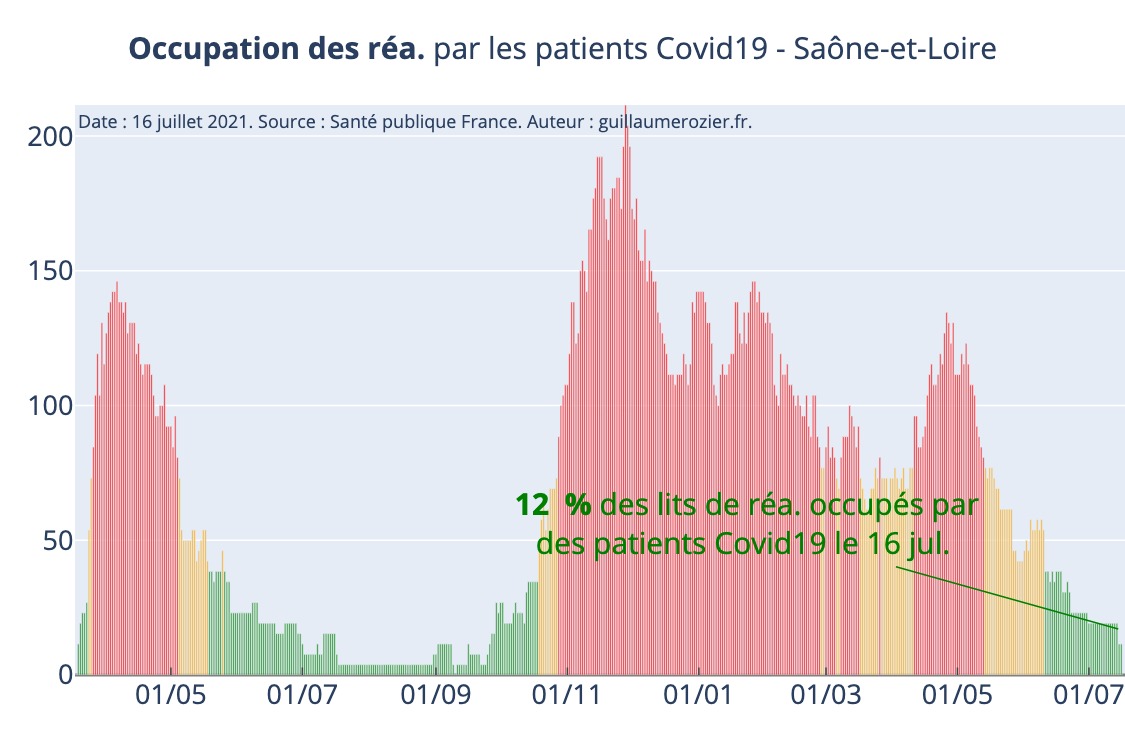 Occupation des réa. par les patients Covid19 - Saône-et-Loire
Date : 16 juillet 2021. Source : Santé publique France. Auteur : guillaumerozier.fr.
200
150
100
50
0
12 % des lits de réa. occupés par
des patients Covid19 le 16 jul.
01/05 01/07 01/09 01/11 01/01 01/03 01/05 01/07